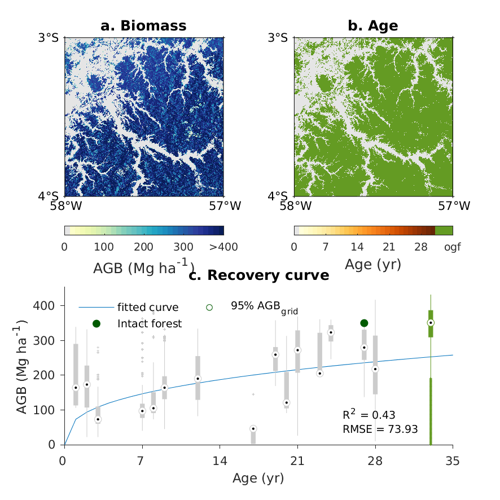 a. Biomass
b. Age
3°S
4°S
58°W
57°W
3°S
4°S
58°W
57°W
0 100 200 300 >400
AGB (Mg ha⁻¹)
0 7 14 21 28 ogf
Age (yr)
c. Recovery curve
AGB (Mg ha⁻¹)
400
300
200
100
0
fitted curve
95% AGB_grid
Intact forest
R² = 0.43
RMSE = 73.93
0 7 14 21 28 35
Age (yr)